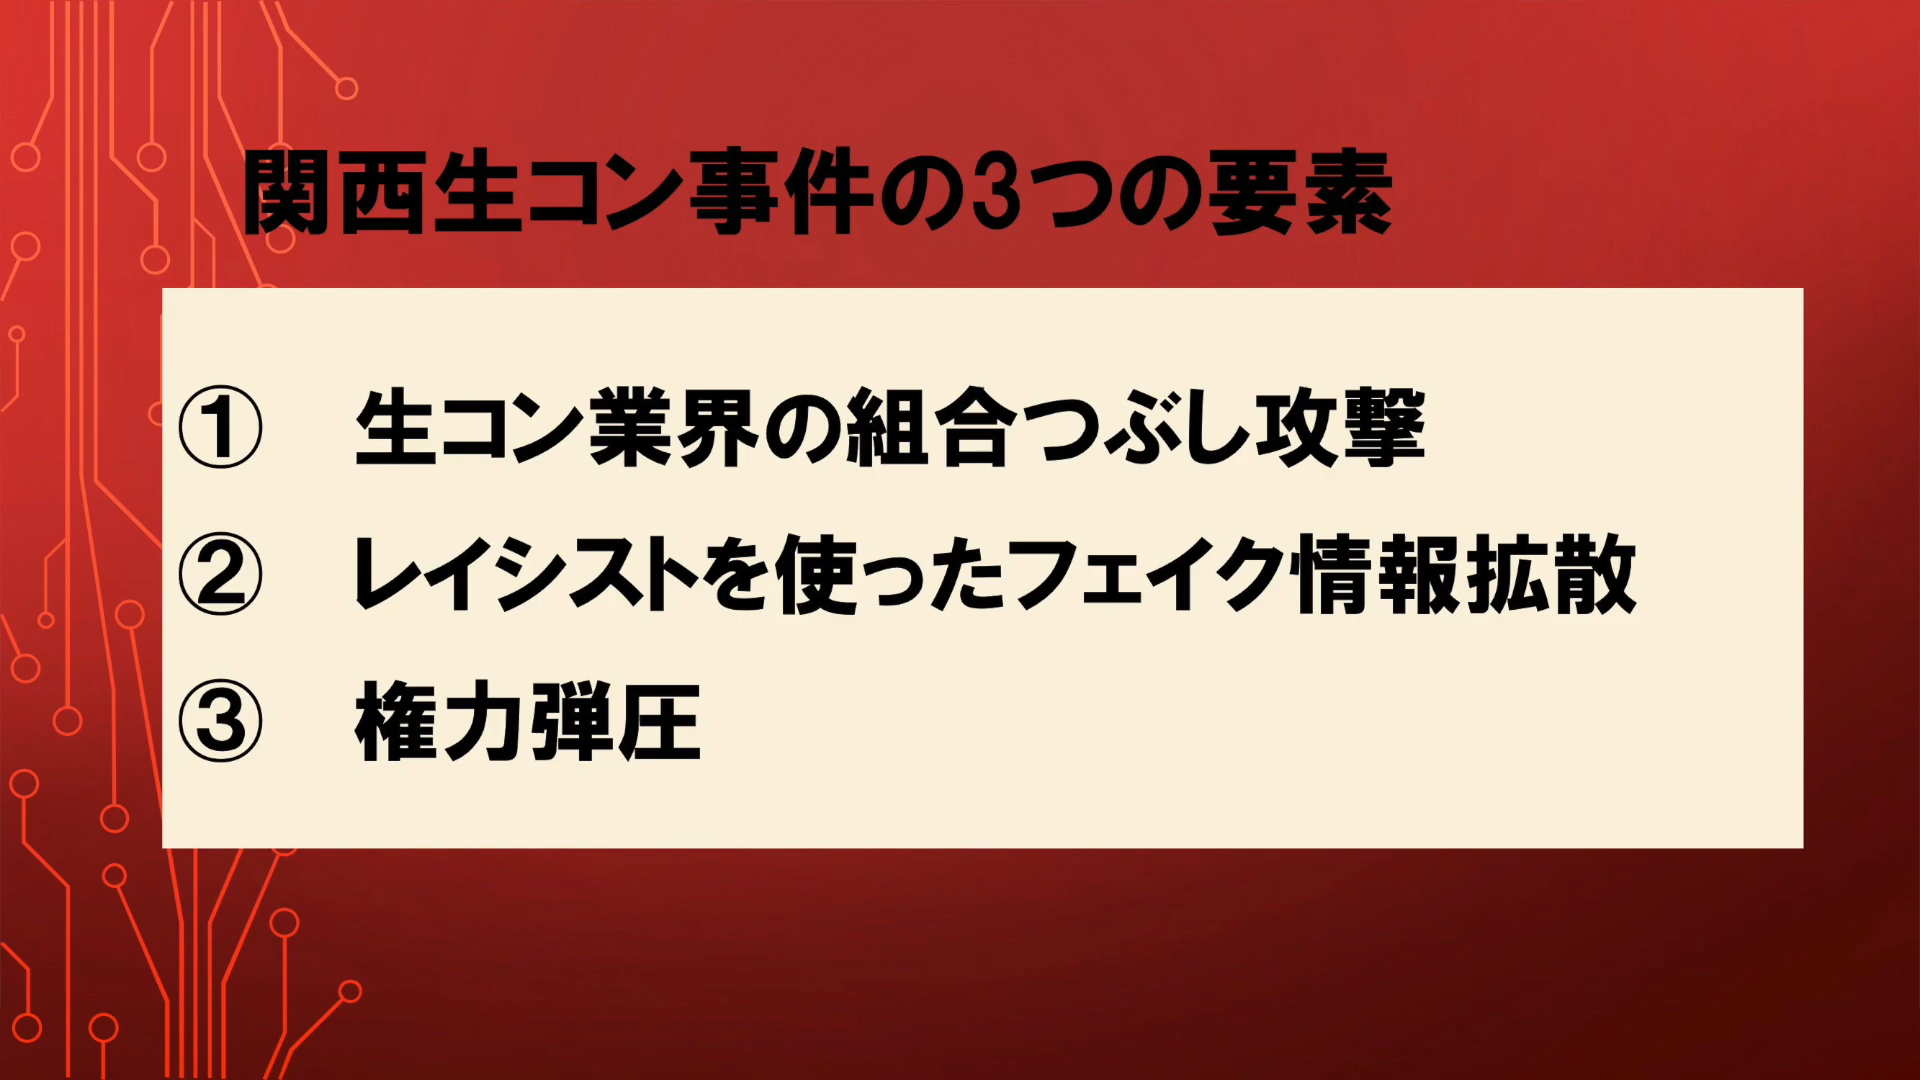 関西生コン事件の3つの要素
① 生コン業界の組合つぶし攻撃
② レイシストを使ったフェイク情報拡散
③ 権力弾圧